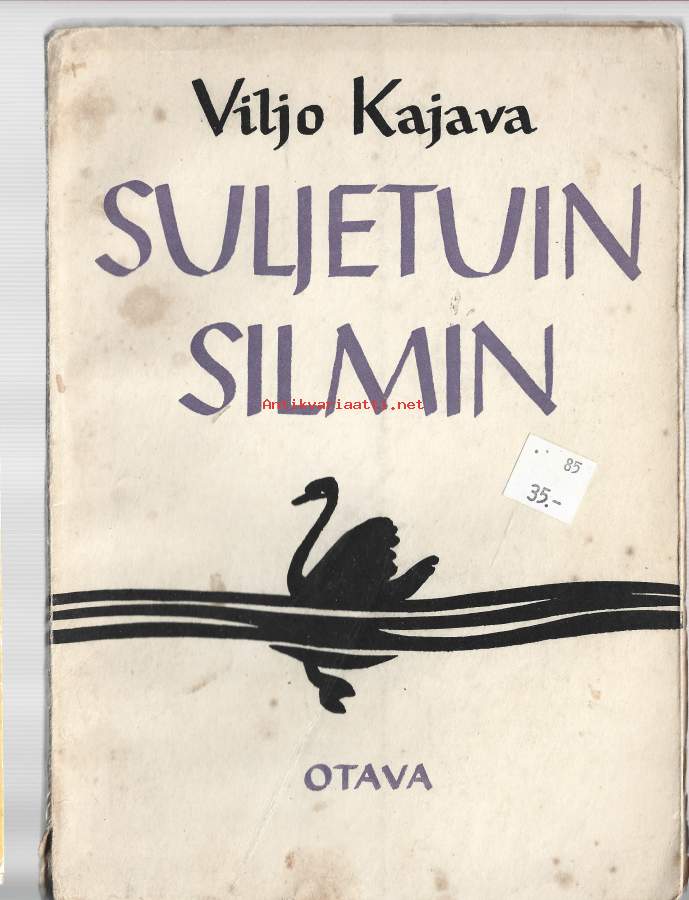 Viljo Kajava
SULJETUIN
SILMIN
Antikvariaatti.net
85
35.-
OTAVA